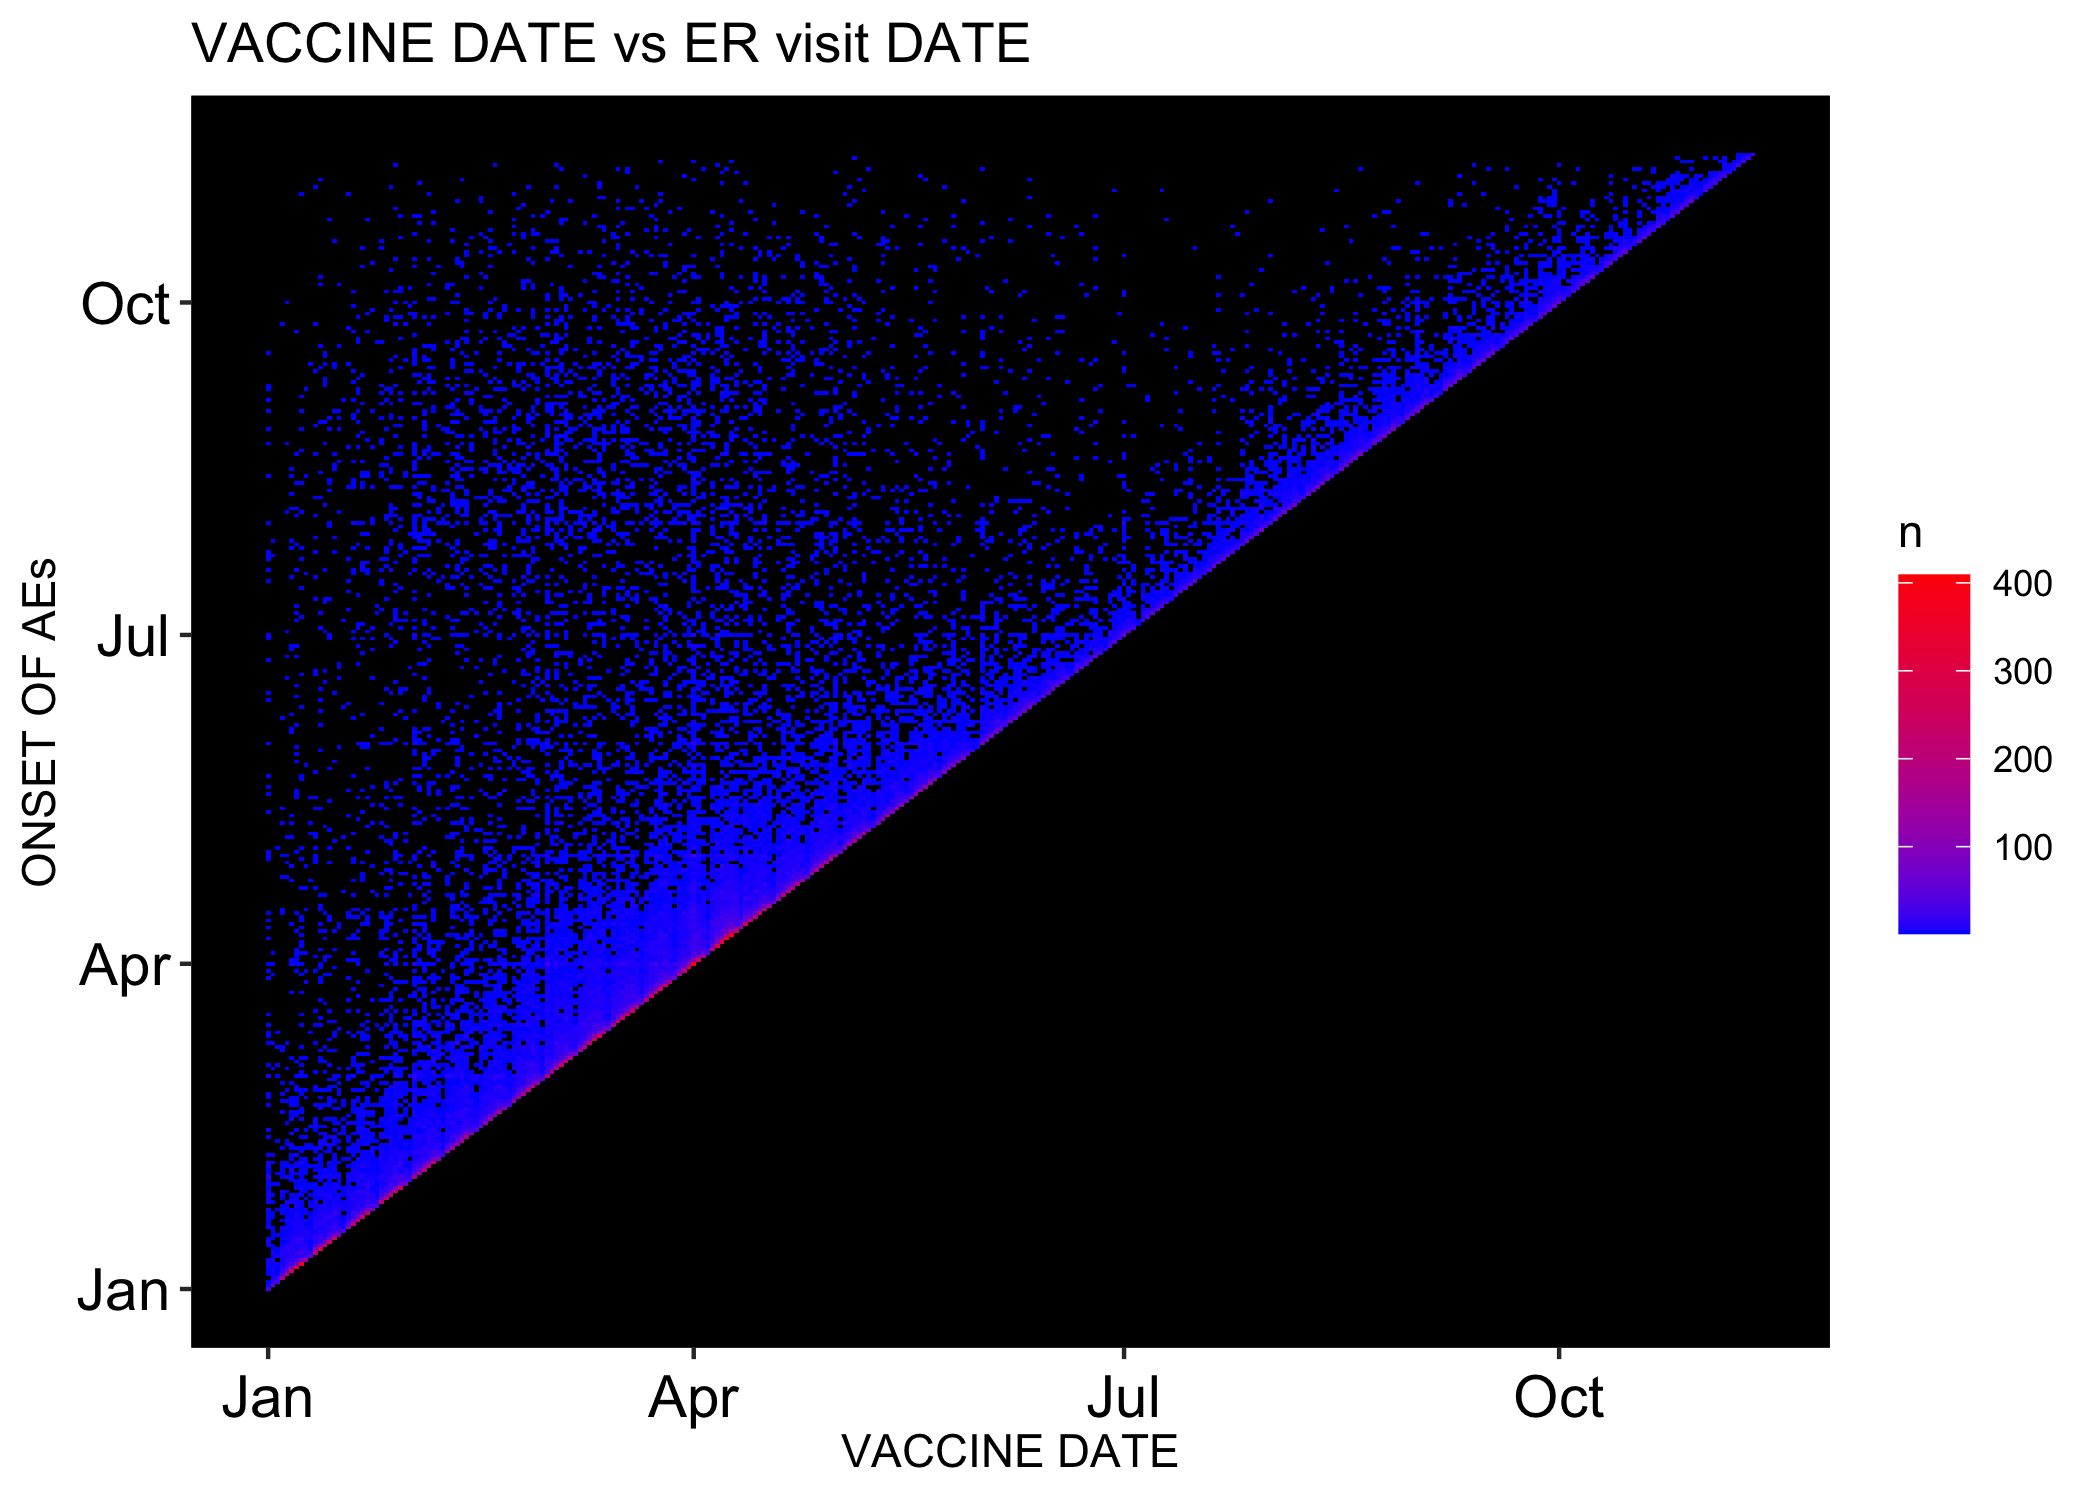 VACCINE DATE vs ER visit DATE
ONSET OF AEs
Oct
Jul
Apr
Jan
Jan
Apr
Jul
Oct
VACCINE DATE
n
400
300
200
100